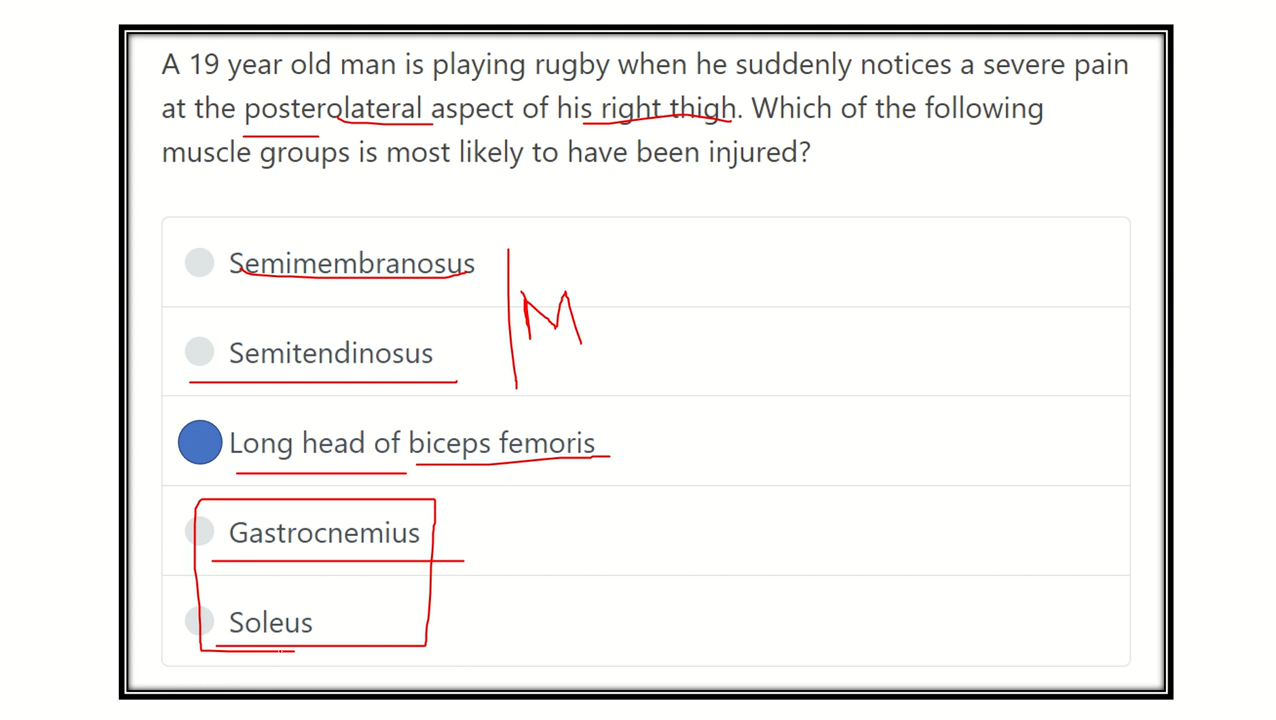 A 19 year old man is playing rugby when he suddenly notices a severe pain
at the posterolateral aspect of his right thigh. Which of the following
muscle groups is most likely to have been injured?
Semimembranosus
M
Semitendinosus
Long head of biceps femoris
Gastrocnemius
Soleus